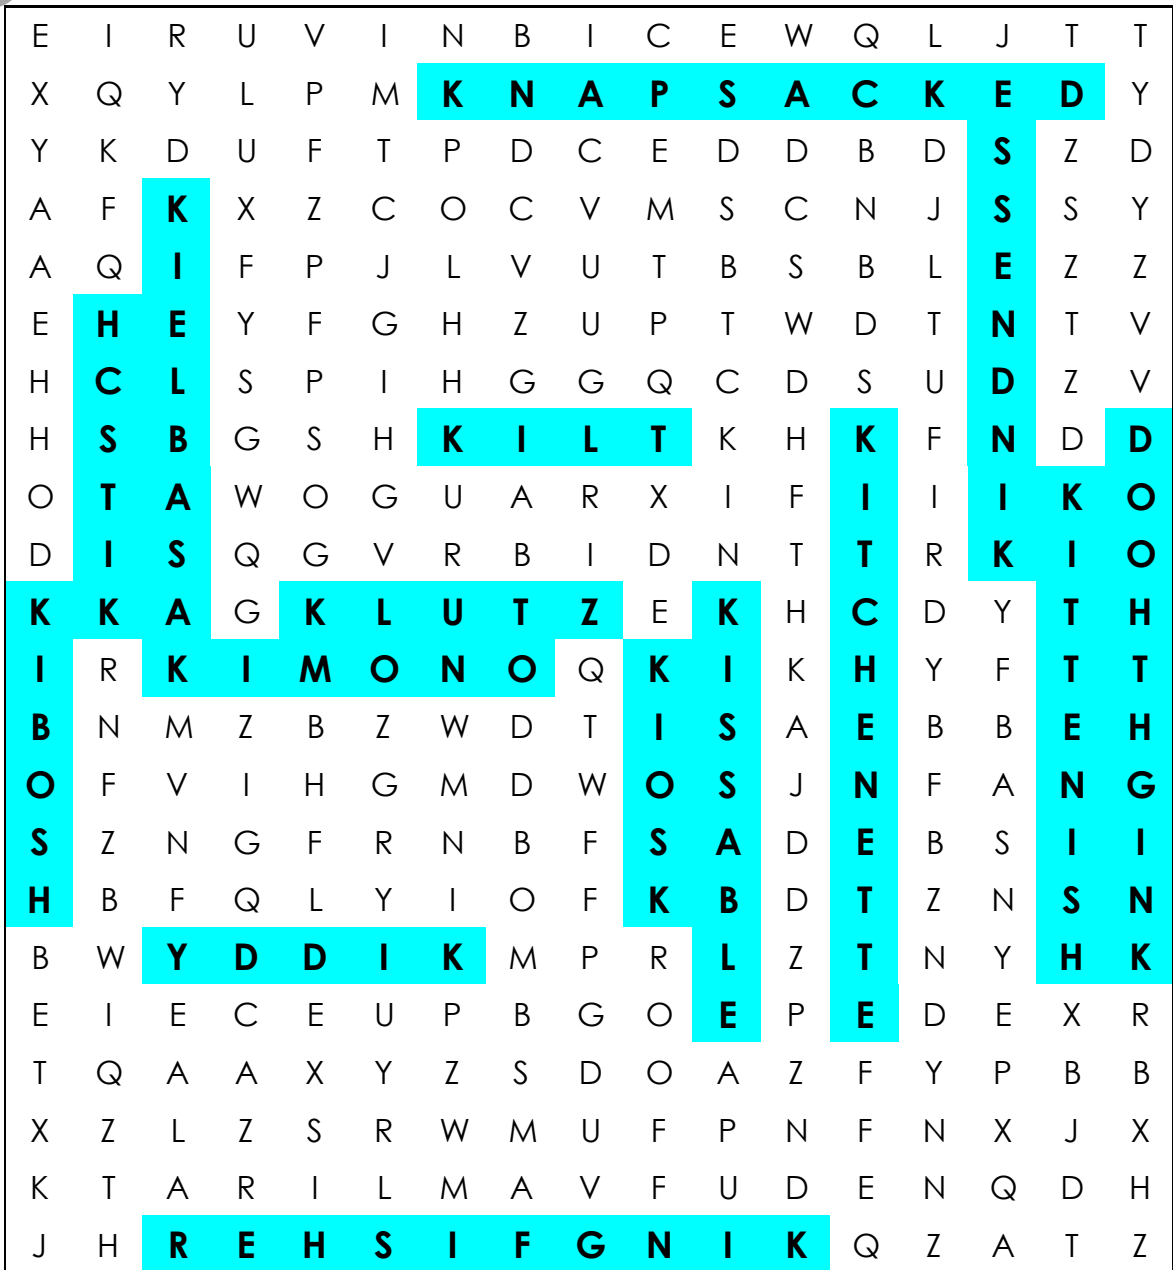 E I R U V I N B I C E W Q L J T T
X Q Y L P M K N A P S A C K E D Y
Y K D U F T P D C E D D B D S Z D
A F K X Z C O C V M S C N J S S Y
A Q I F P J L V U T B S B L E Z Z
E H E Y F G H Z U P T W D T N T V
H C L S P I H G G Q C D S U D Z V
H S B G S H K I L T K H K F N D D
O T A W O G U A R X I F I I I K O
D I S Q G V R B I D N T T R K I O
K K A G K L U T Z E K H C D Y T H
I R K I M O N O Q K I K H Y F T T
B N M Z B Z W D T I S A E B B E H
O F V I H G M D W O S J N F A N G
S Z N G F R N B F S A D E B S I I
H B F Q L Y I O F K B D T Z N S N
B W Y D D I K M P R L Z T N Y H K
E I E C E U P B G O E P E D E X R
T Q A A X Y Z S D O A Z F Y P B B
X Z L Z S R W M U F P N F N X J X
K T A R I L M A V F U D E N Q D H
J H R E H S I F G N I K Q Z A T Z